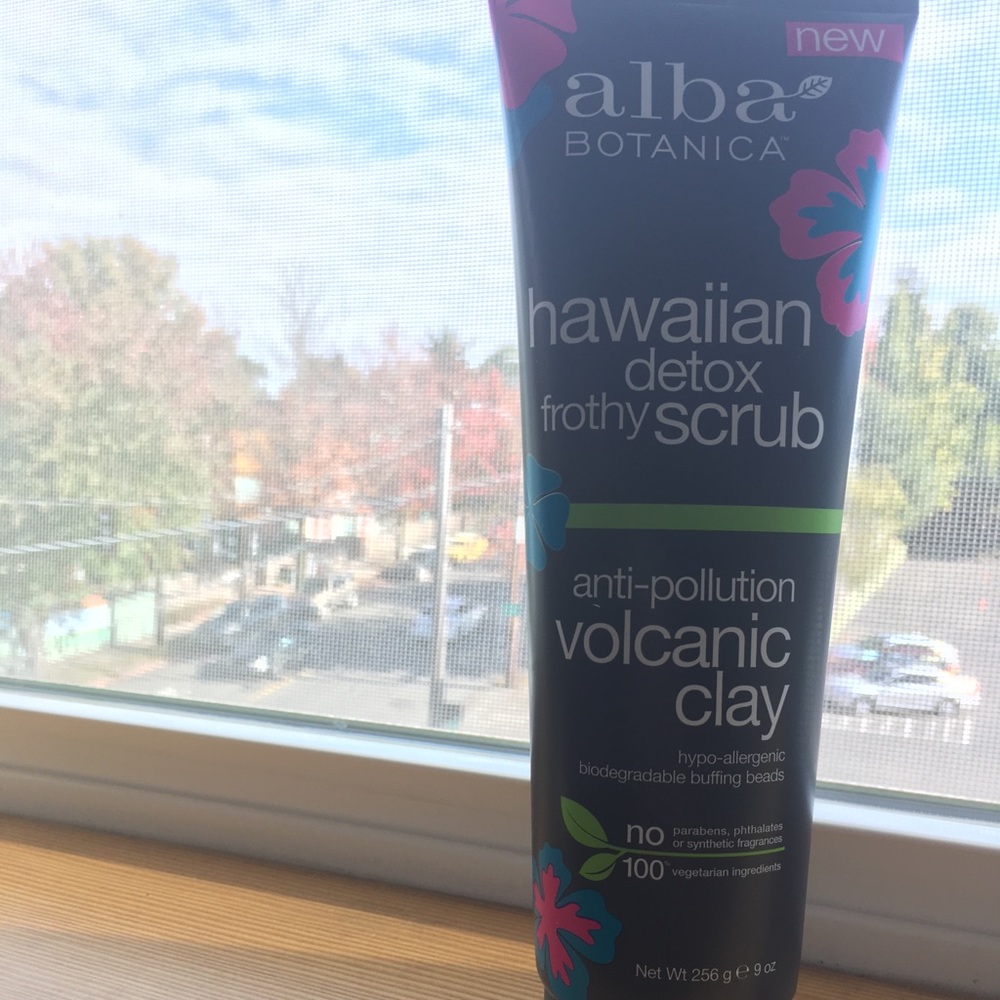 new
alba
BOTANICA™
hawaiian
detox
frothy scrub
anti-pollution
volcanic
clay
hypo-allergenic
biodegradable buffing beads
no parabens, phthalates
or synthetic fragrances
100% vegetarian ingredients
Net Wt 256 g ℮ 9 oz